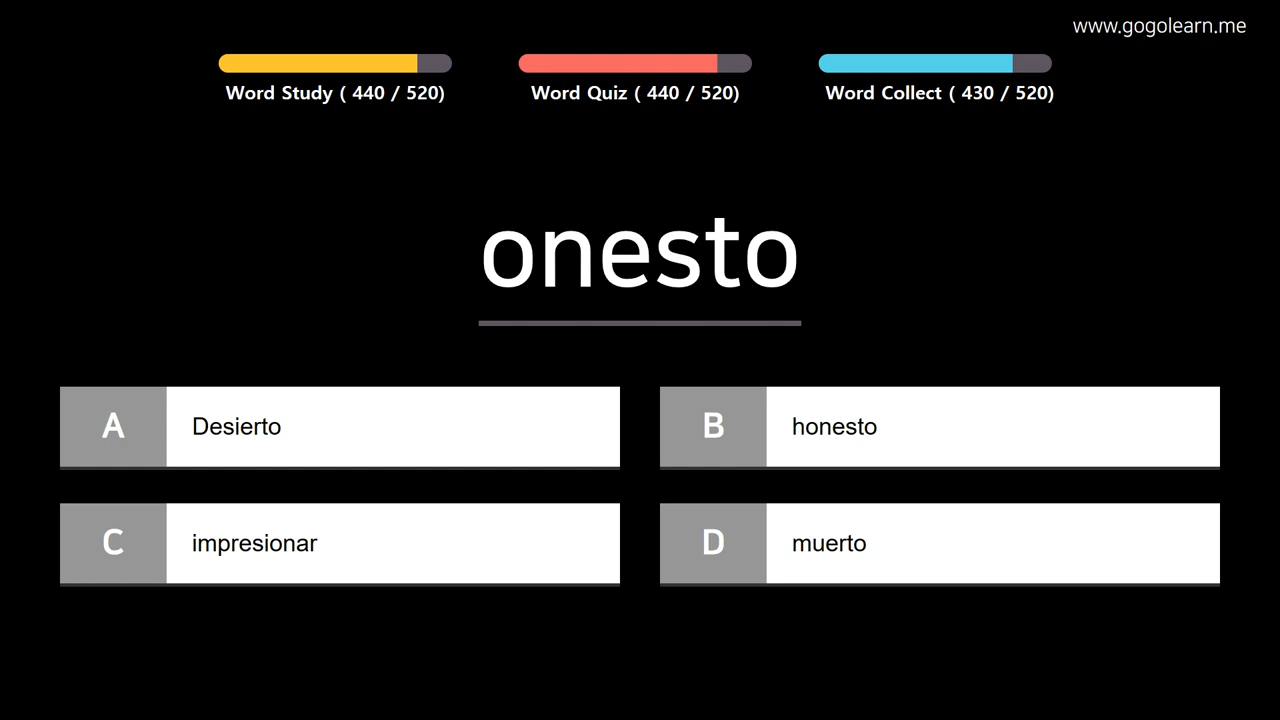 www.gogolearn.me
Word Study ( 440 / 520)
Word Quiz ( 440 / 520)
Word Collect ( 430 / 520)
onesto
A
Desierto
B
honesto
C
impresionar
D
muerto